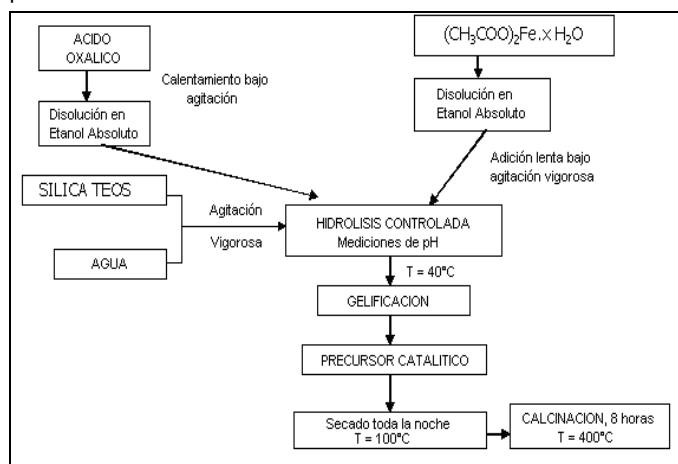 ACIDO
OXALICO
(CH3COO)2Fe.x H2O
Calentamiento bajo
agitación
Disolución en
Etanol Absoluto
Disolución en
Etanol Absoluto
Adición lenta bajo
agitación vigorosa
SILICA TEOS
Agitación
Vigorosa
AGUA
HIDROLISIS CONTROLADA
Mediciones de pH
T = 40°C
GELIFICACION
PRECURSOR CATALITICO
Secado toda la noche
T = 100°C
CALCINACION, 8 horas
T = 400°C